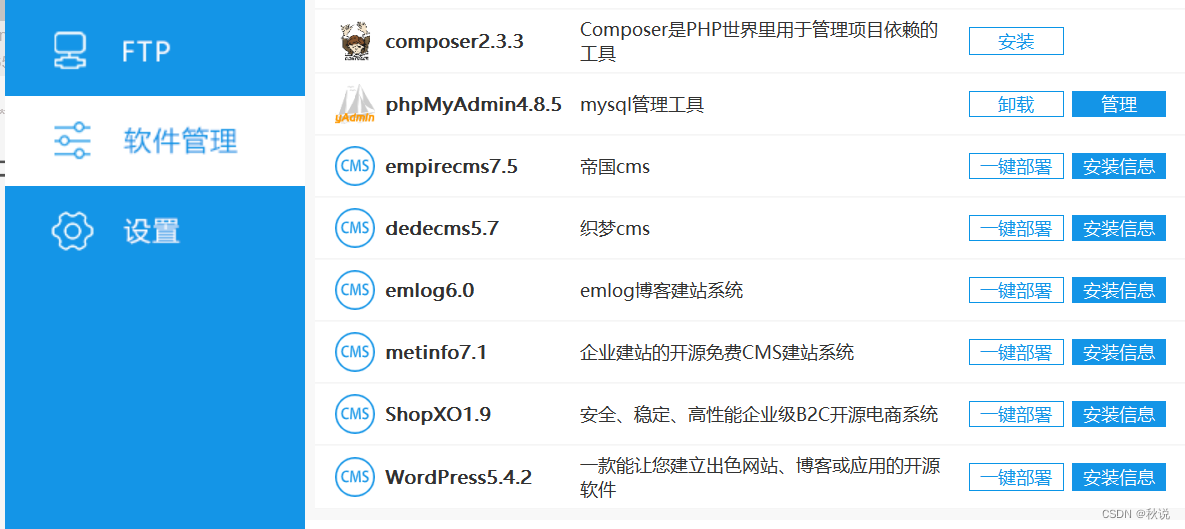 FTP
软件管理
设置
composer2.3.3
Composer是PHP世界里用于管理项目依赖的
工具
安装
phpMyAdmin4.8.5
mysql管理工具
卸载
管理
yAdmin
CMS
empirecms7.5
帝国cms
一键部署
安装信息
CMS
dedecms5.7
织梦cms
一键部署
安装信息
CMS
emlog6.0
emlog博客建站系统
一键部署
安装信息
CMS
metinfo7.1
企业建站的开源免费CMS建站系统
一键部署
安装信息
CMS
ShopXO1.9
安全、稳定、高性能企业级B2C开源电商系统
一键部署
安装信息
CMS
WordPress5.4.2
一款能让您建立出色网站、博客或应用的开源
软件
一键部署
安装信息
CSDN @秋说